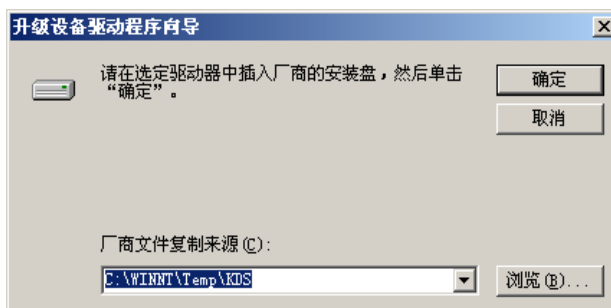 升级设备驱动程序向导
请在选定驱动器中插入厂商的安装盘，然后单击
“确定”。
确定
取消
厂商文件复制来源(C):
C:\WINNT\Temp\KDS
浏览(B)...